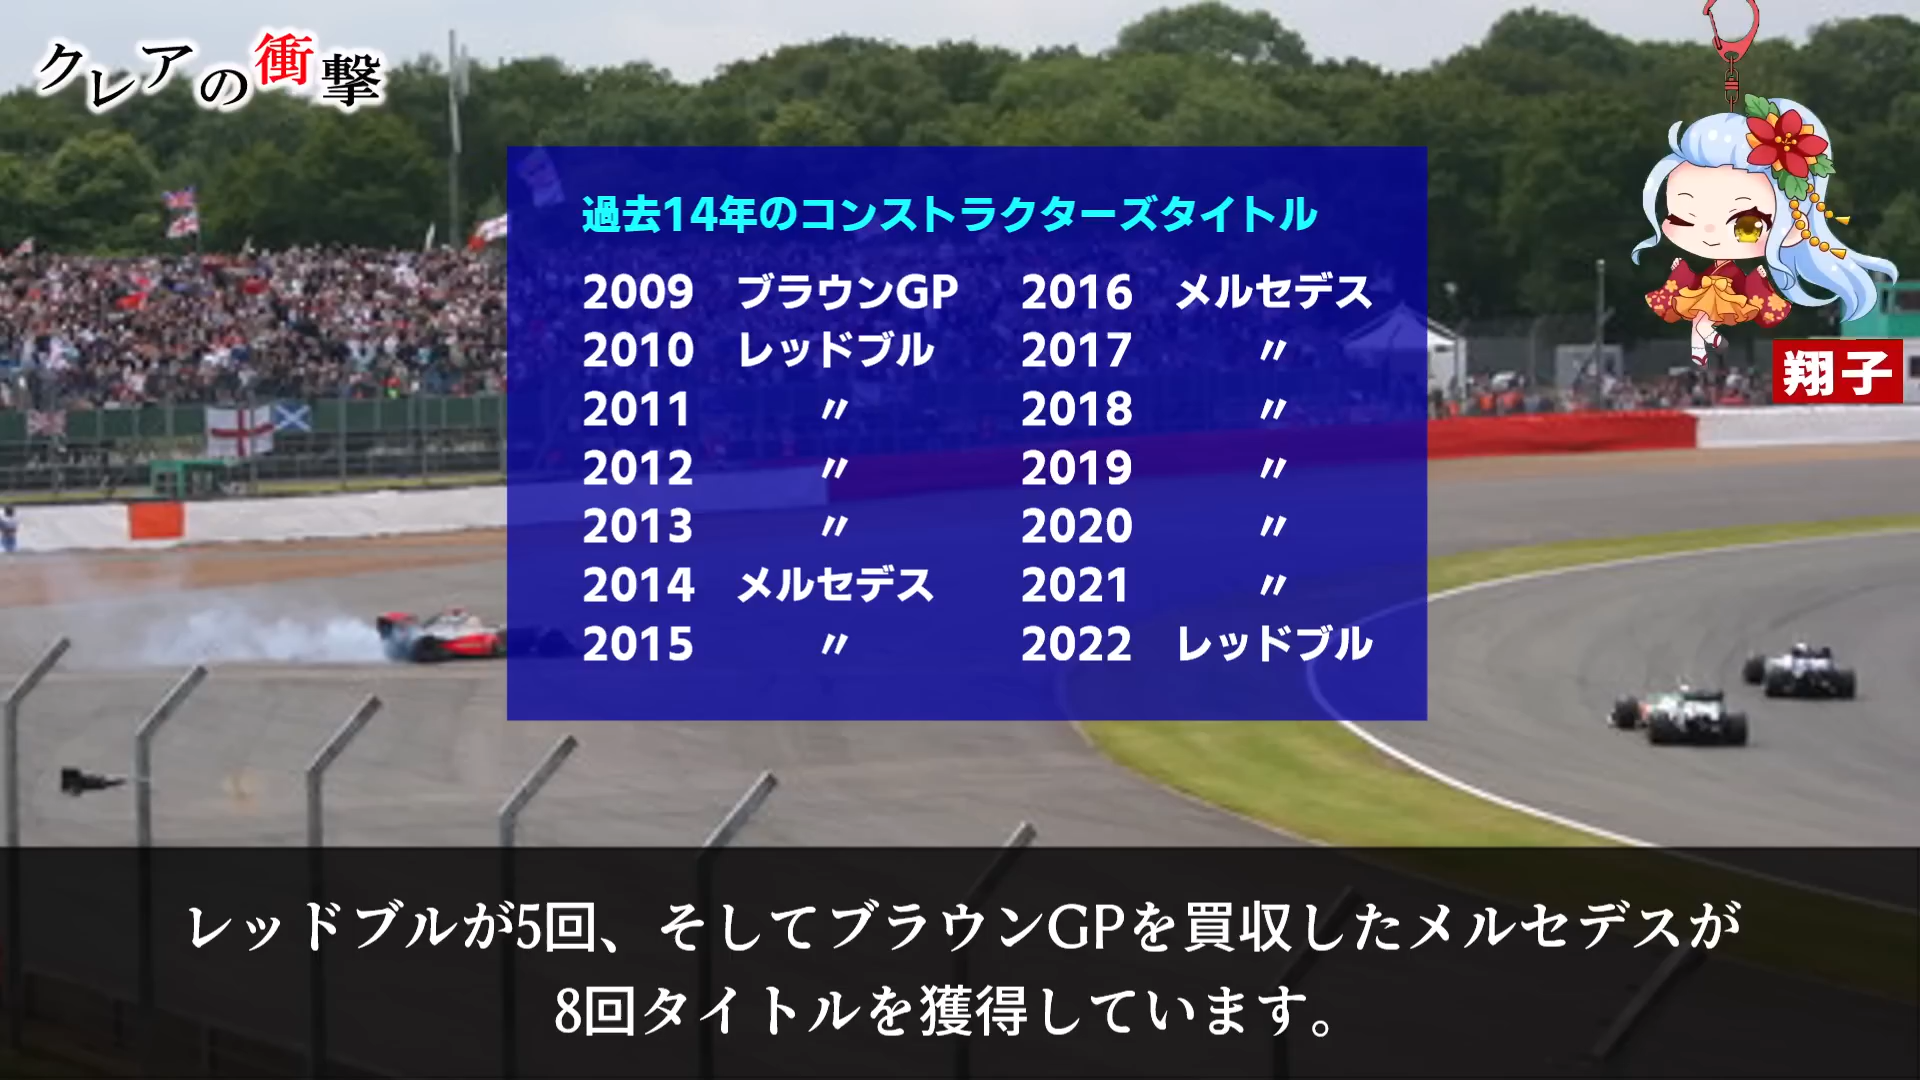 クレアの衝撃
翔子
過去14年のコンストラクターズタイトル
2009 ブラウンGP 2016 メルセデス
2010 レッドブル 2017 〃
2011 〃 2018 〃
2012 〃 2019 〃
2013 〃 2020 〃
2014 メルセデス 2021 〃
2015 〃 2022 レッドブル
レッドブルが5回、そしてブラウンGPを買収したメルセデスが
8回タイトルを獲得しています。